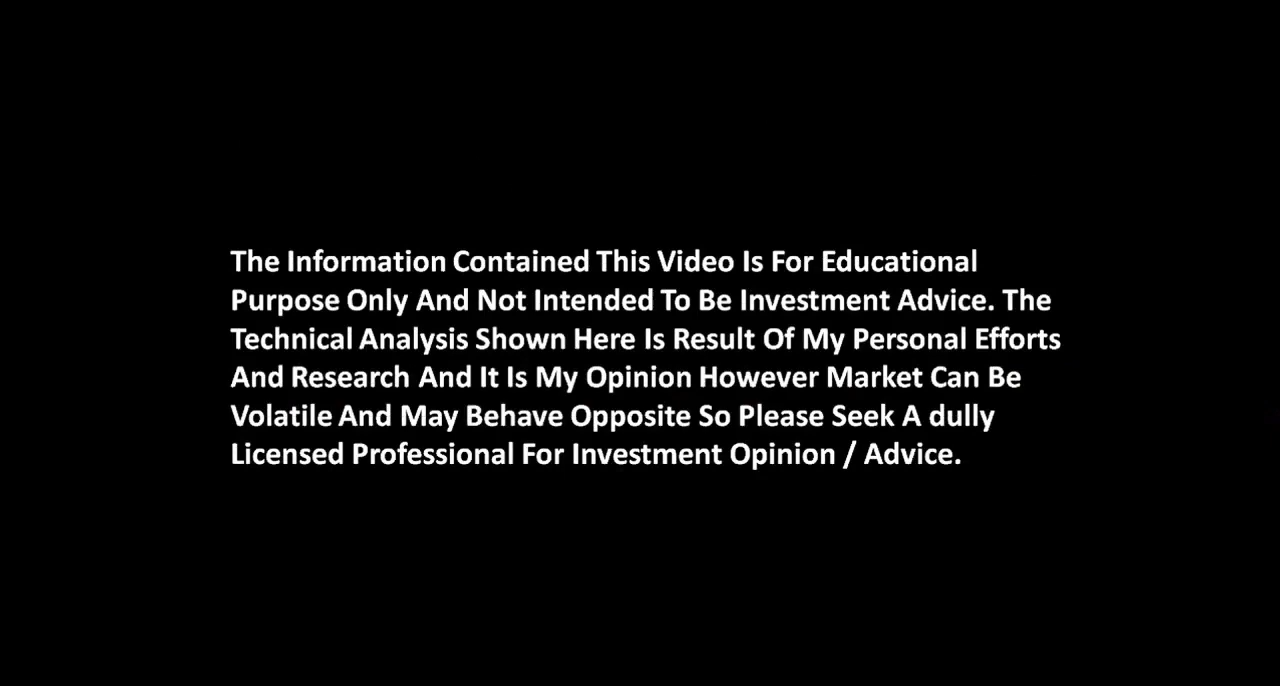 The Information Contained This Video Is For Educational
Purpose Only And Not Intended To Be Investment Advice. The
Technical Analysis Shown Here Is Result Of My Personal Efforts
And Research And It Is My Opinion However Market Can Be
Volatile And May Behave Opposite So Please Seek A dully
Licensed Professional For Investment Opinion / Advice.